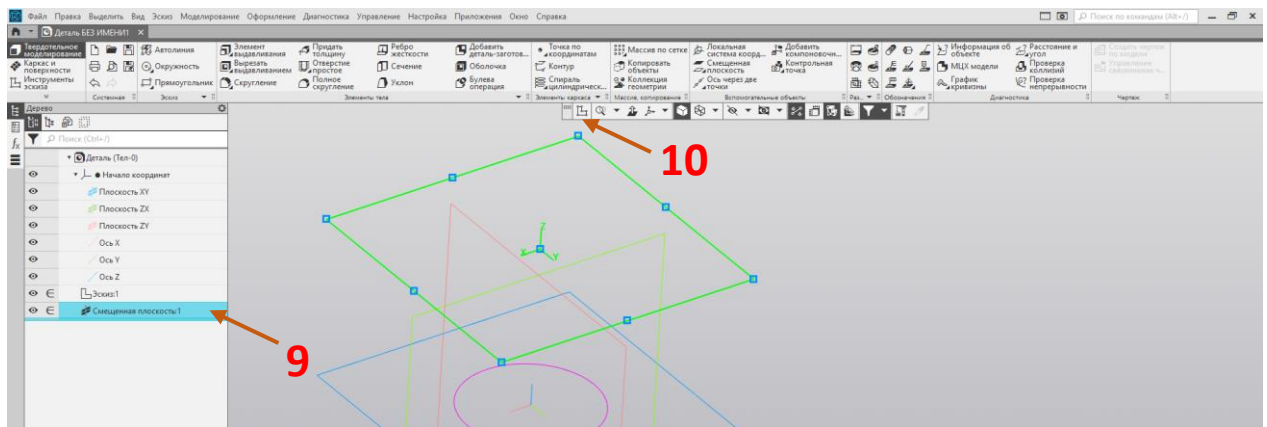 Файл Правка Выделить Вид Эскиз Моделирование Оформление Диагностика Управление Настройка Приложения Окно Справка
Поиск по командам (Alt+/)
Деталь БЕЗ ИМЕНИ1
Твердотельное моделирование
Каркас и поверхности
Инструменты эскиза
Системная
Автолиния
Окружность
Прямоугольник
Эскиз
Элемент выдавливания
Вырезать выдавливанием
Скругление
Придать толщину
Отверстие простое
Полное скругление
Ребро жесткости
Сечение
Уклон
Добавить деталь-заготов...
Оболочка
Булева операция
Элементы тела
Точка по координатам
Контур
Спираль цилиндрическ...
Элементы каркаса
Массив по сетке
Копировать объекты
Коллекция геометрии
Массив, копирование
Локальная система коорд...
Смещенная плоскость
Ось через две точки
Добавить компоновочн...
Контрольная точка
Вспомогательные объекты
Раз...
Обозначения
Информация об объекте
МЦХ модели
График кривизны
Расстояние и угол
Проверка коллизий
Проверка непрерывности
Диагностика
Создать чертеж по модели
Чертеж
Дерево
Поиск (Ctrl+/)
Деталь (Тел-0)
Начало координат
Плоскость XY
Плоскость ZX
Плоскость ZY
Ось X
Ось Y
Ось Z
Эскиз:1
Смещенная плоскость:1
9
10
Z
X
Y